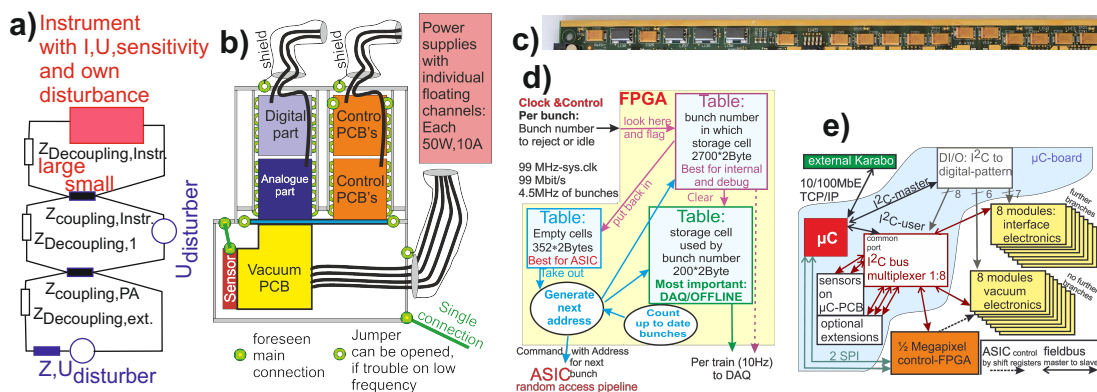 a)
Instrument
with I,U,sensitivity
and own
disturbance
ZDecoupling,Instr.
large
small
Zcoupling,Instr.
ZDecoupling,1
Udisturber
Zcoupling,PA
ZDecoupling,ext.
Z,Udisturber
b)
shield
shield
Digital
part
Analogue
part
Control
PCB's
Control
PCB's
Power
supplies
with
individual
floating
channels:
Each
50W,10A
Sensor
Vacuum
PCB
Single
connection
foreseen
main
connection
Jumper
can be opened,
if trouble on low
frequency
c)
d)
Clock &Control
Per bunch:
Bunch number
to reject or idle
99 MHz-sys.clk
99 Mbit/s
4.5MHz of bunches
FPGA
look here
and flag
Table:
bunch number
in which
storage cell
2700*2Byte
Best for internal
and debug
put back in
Clear
Table:
Empty cells
352*2Bytes
Best for ASIC
Take out
Table:
storage cell
used by
bunch number
200*2Byte
Most important:
DAQ/OFFLINE
Generate
next
address
Count
up to date
bunches
Command with Address
for next
bunch
ASIC
random access pipeline
Per train (10Hz)
to DAQ
e)
external Karabo
10/100MbE
TCP/IP
I²C-master
I²C-user
DI/O: I²C to
digital-pattern
8 6 7
µC-board
further
branches
µC
common
port
I²C bus
multiplexer 1:8
8 modules:
interface
electronics
sensors
on
µC-PCB
optional
extensions
8 modules
vacuum
electronics
no further
branches
2 SPI
½ Megapixel
control-FPGA
ASIC control
by shift registers
fieldbus
master to slave